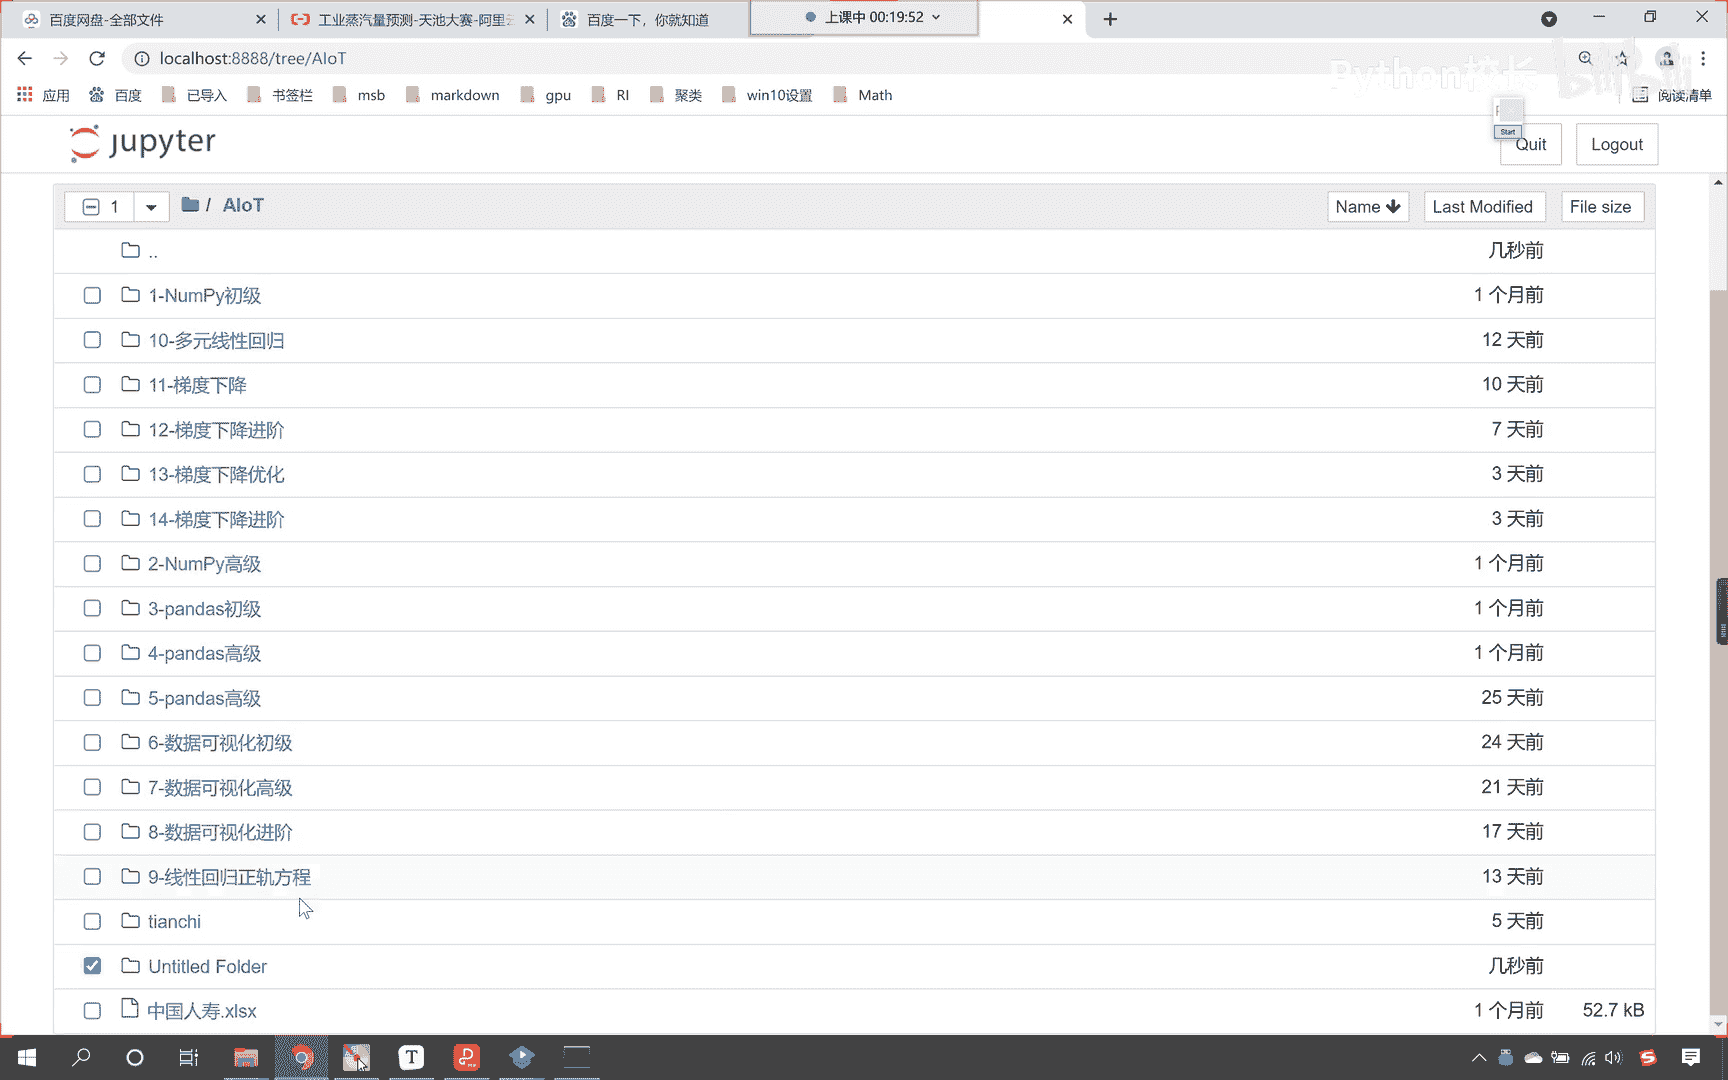 百度网盘-全部文件
工业蒸汽量预测-天池大赛-阿里云
百度一下，你就知道
上课中 00:19:52
localhost:8888/tree/AIoT
应用 百度 已导入 书签栏 msb markdown gpu RI 聚类 win10设置 Math 阅读清单
Python校长
Start
jupyter
Quit
Logout
1
/ AIoT
Name
Last Modified
File size
.. 几秒前
1-NumPy初级 1 个月前
10-多元线性回归 12 天前
11-梯度下降 10 天前
12-梯度下降进阶 7 天前
13-梯度下降优化 3 天前
14-梯度下降进阶 3 天前
2-NumPy高级 1 个月前
3-pandas初级 1 个月前
4-pandas高级 1 个月前
5-pandas高级 25 天前
6-数据可视化初级 24 天前
7-数据可视化高级 21 天前
8-数据可视化进阶 17 天前
9-线性回归正轨方程 13 天前
tianchi 5 天前
Untitled Folder 几秒前
中国人寿.xlsx 1 个月前 52.7 kB